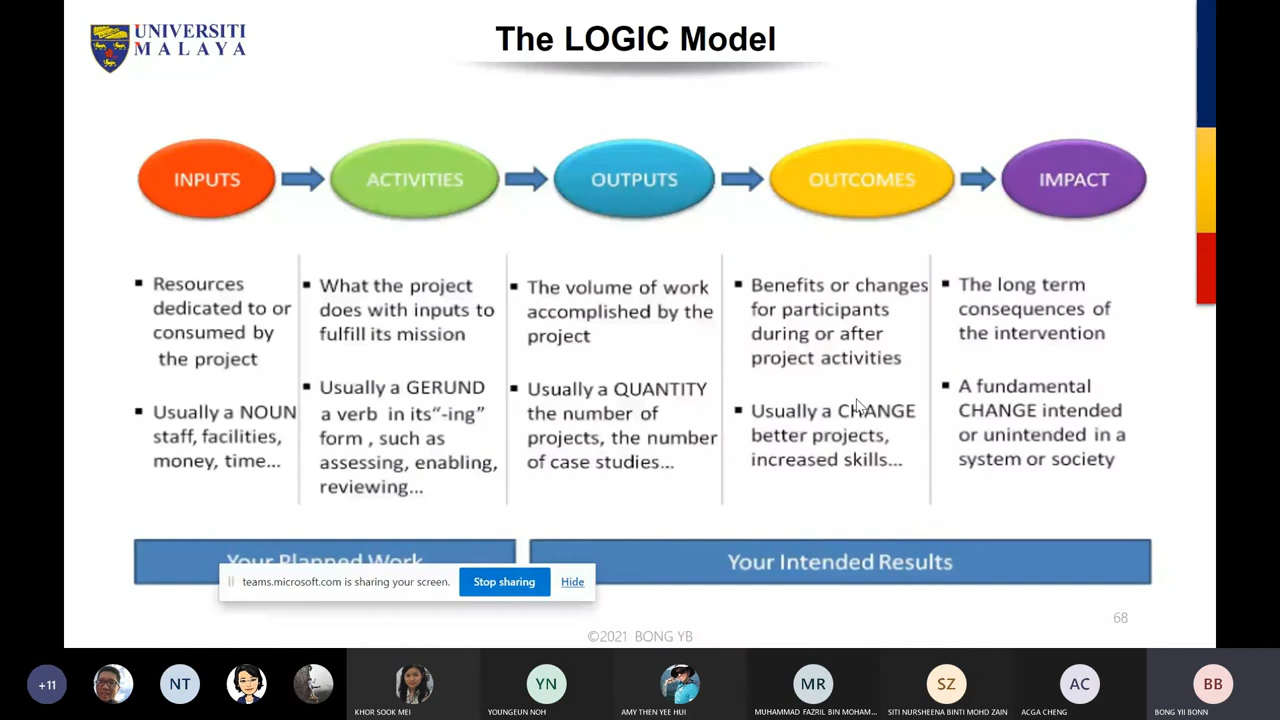 UNIVERSITI
MALAYA
The LOGIC Model
INPUTS
ACTIVITIES
OUTPUTS
OUTCOMES
IMPACT
▪ Resources
dedicated to or
consumed by
the project
▪ Usually a NOUN
staff, facilities,
money, time...
▪ What the project
does with inputs to
fulfill its mission
▪ Usually a GERUND
a verb in its“-ing”
form , such as
assessing, enabling,
reviewing...
▪ The volume of work
accomplished by the
project
▪ Usually a QUANTITY
the number of
projects, the number
of case studies...
▪ Benefits or changes
for participants
during or after
project activities
▪ Usually a CHANGE
better projects,
increased skills...
▪ The long term
consequences of
the intervention
▪ A fundamental
CHANGE intended
or unintended in a
system or society
Your Planned Work
Your Intended Results
teams.microsoft.com is sharing your screen.
Stop sharing
Hide
68
©2021 BONG YB
+11
NT
KHOR SOOK MEI
YN
YOUNGEUN NOH
AMY THEN YEE HUI
MR
MUHAMMAD FAZRIL BIN MOHAM...
SZ
SITI NURSHEENA BINTI MOHD ZAIN
AC
ACGA CHENG
BB
BONG YII BONN